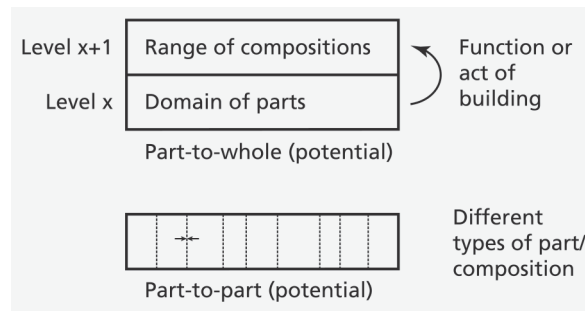 Level x+1
Range of compositions
Function or
act of
building
Level x
Domain of parts
Part-to-whole (potential)
Different
types of part/
composition
Part-to-part (potential)